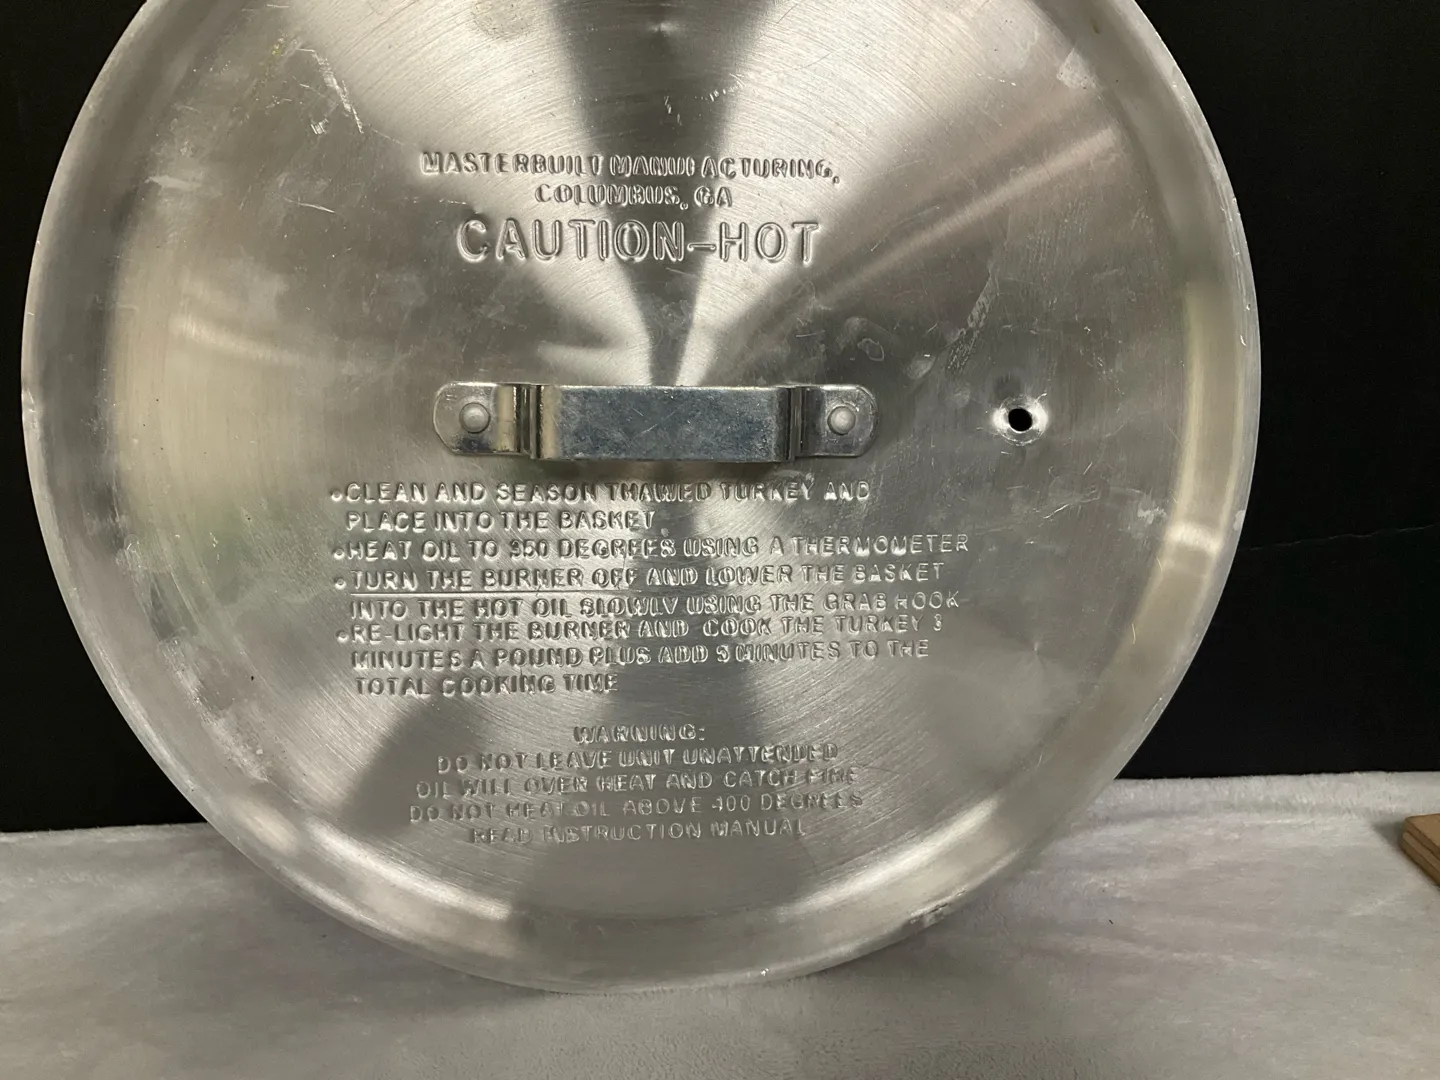 MASTERBUILT MANUFACTURING,
COLUMBUS, GA
CAUTION-HOT
•CLEAN AND SEASON THAWED TURKEY AND
PLACE INTO THE BASKET
•HEAT OIL TO 350 DEGREES USING A THERMOMETER
•TURN THE BURNER OFF AND LOWER THE BASKET
INTO THE HOT OIL SLOWLY USING THE GRAB HOOK
•RE-LIGHT THE BURNER AND COOK THE TURKEY 3
MINUTES A POUND PLUS ADD 5 MINUTES TO THE
TOTAL COOKING TIME
WARNING:
DO NOT LEAVE UNIT UNATTENDED
OIL WILL OVER HEAT AND CATCH FIRE
DO NOT HEAT OIL ABOVE 400 DEGREES
READ INSTRUCTION MANUAL